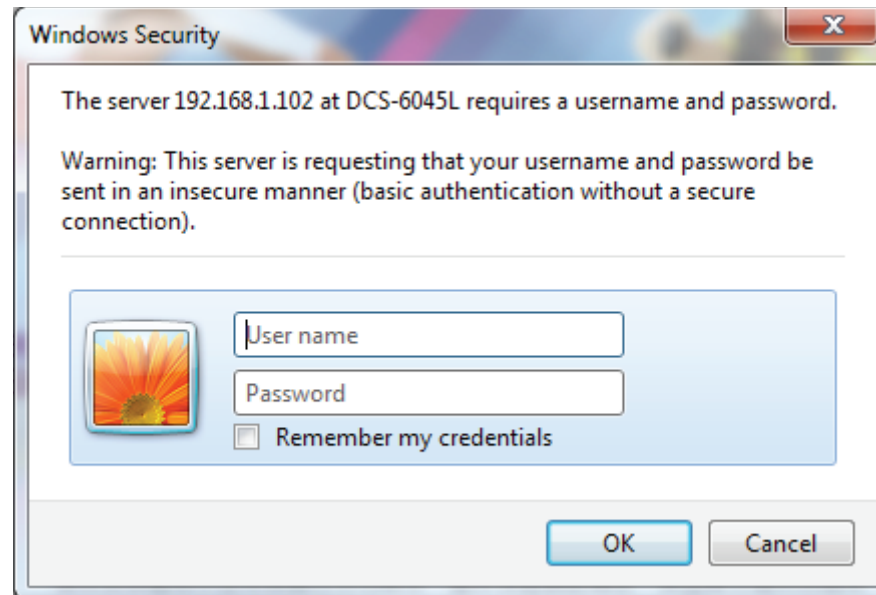 Windows Security
The server 192.168.1.102 at DCS-6045L requires a username and password.
Warning: This server is requesting that your username and password be
sent in an insecure manner (basic authentication without a secure
connection).
User name
Password
Remember my credentials
OK Cancel